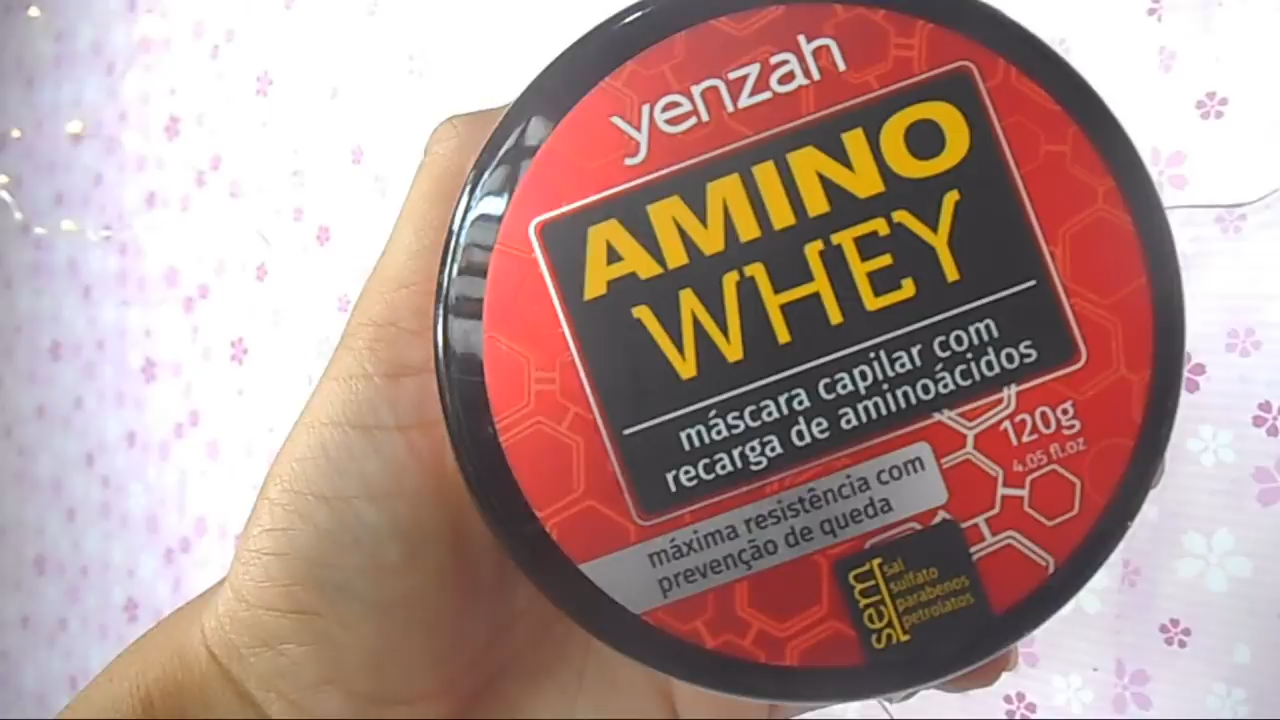 yenzah
AMINO
WHEY
máscara capilar com
recarga de aminoácidos
120g
4.05 fl.oz
máxima resistência com
prevenção de queda
sem
sal
sulfato
parabenos
petrolatos